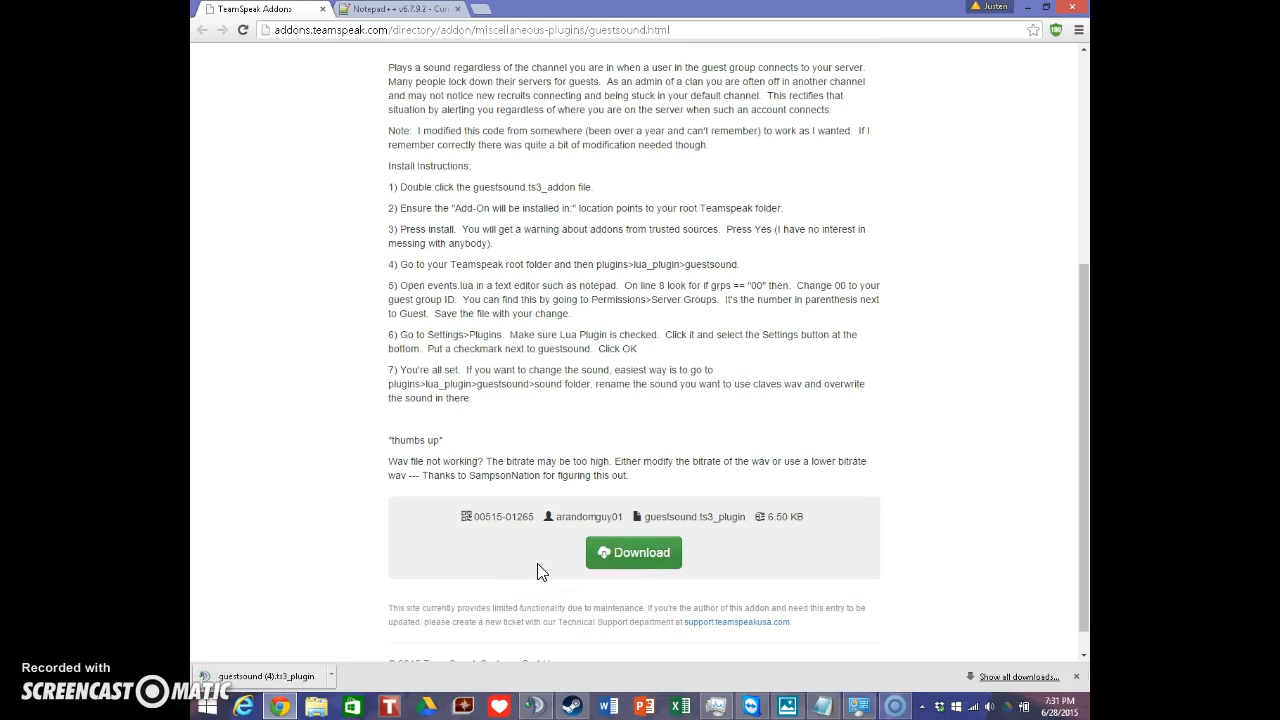 TeamSpeak Addons
Notepad++ v6.7.9.2 - Curr
Justen
addons.teamspeak.com/directory/addon/miscellaneous-plugins/guestsound.html
Plays a sound regardless of the channel you are in when a user in the guest group connects to your server.
Many people lock down their servers for guests.  As an admin of a clan you are often off in another channel
and may not notice new recruits connecting and being stuck in your default channel.  This rectifies that
situation by alerting you regardless of where you are on the server when such an account connects.
Note:  I modified this code from somewhere (been over a year and can't remember) to work as I wanted.  If I
remember correctly there was quite a bit of modification needed though.
Install Instructions:
1) Double click the guestsound.ts3_addon file.
2) Ensure the "Add-On will be installed in:" location points to your root Teamspeak folder.
3) Press install.  You will get a warning about addons from trusted sources.  Press Yes (I have no interest in
messing with anybody).
4) Go to your Teamspeak root folder and then plugins>lua_plugin>guestsound.
5) Open events.lua in a text editor such as notepad.  On line 8 look for if grps == "00" then.  Change 00 to your
guest group ID.  You can find this by going to Permissions>Server Groups.  It's the number in parenthesis next
to Guest.  Save the file with your change.
6) Go to Settings>Plugins.  Make sure Lua Plugin is checked.  Click it and select the Settings button at the
bottom.  Put a checkmark next to guestsound.  Click OK
7) You're all set.  If you want to change the sound, easiest way is to go to
plugins>lua_plugin>guestsound>sound folder, rename the sound you want to use claves.wav and overwrite
the sound in there.
"thumbs up"
Wav file not working? The bitrate may be too high. Either modify the bitrate of the wav or use a lower bitrate
wav --- Thanks to SampsonNation for figuring this out.
00515-01265 arandomguy01 guestsound.ts3_plugin 6.50 KB
Download
This site currently provides limited functionality due to maintenance, if you're the author of this addon and need this entry to be
updated, please create a new ticket with our Technical Support department at support.teamspeakusa.com.
guestsound (4).ts3_plugin
Show all downloads...
Recorded with
SCREENCAST MATIC
7:31 PM
6/28/2015